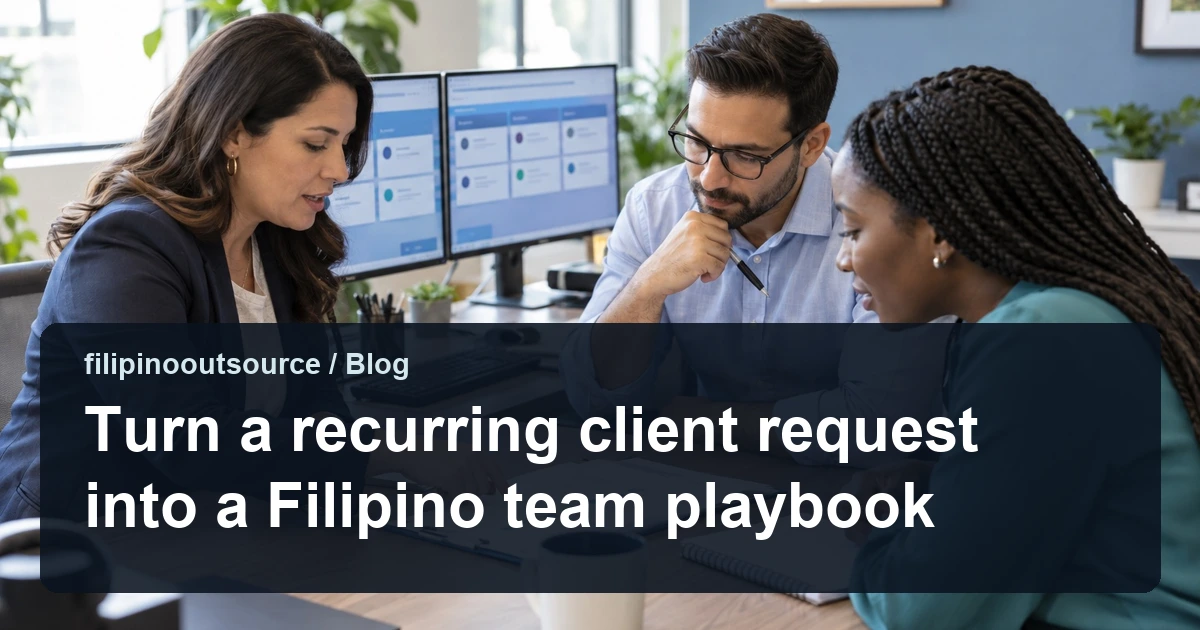 filipinooutsource / Blog
Turn a recurring client request
into a Filipino team playbook